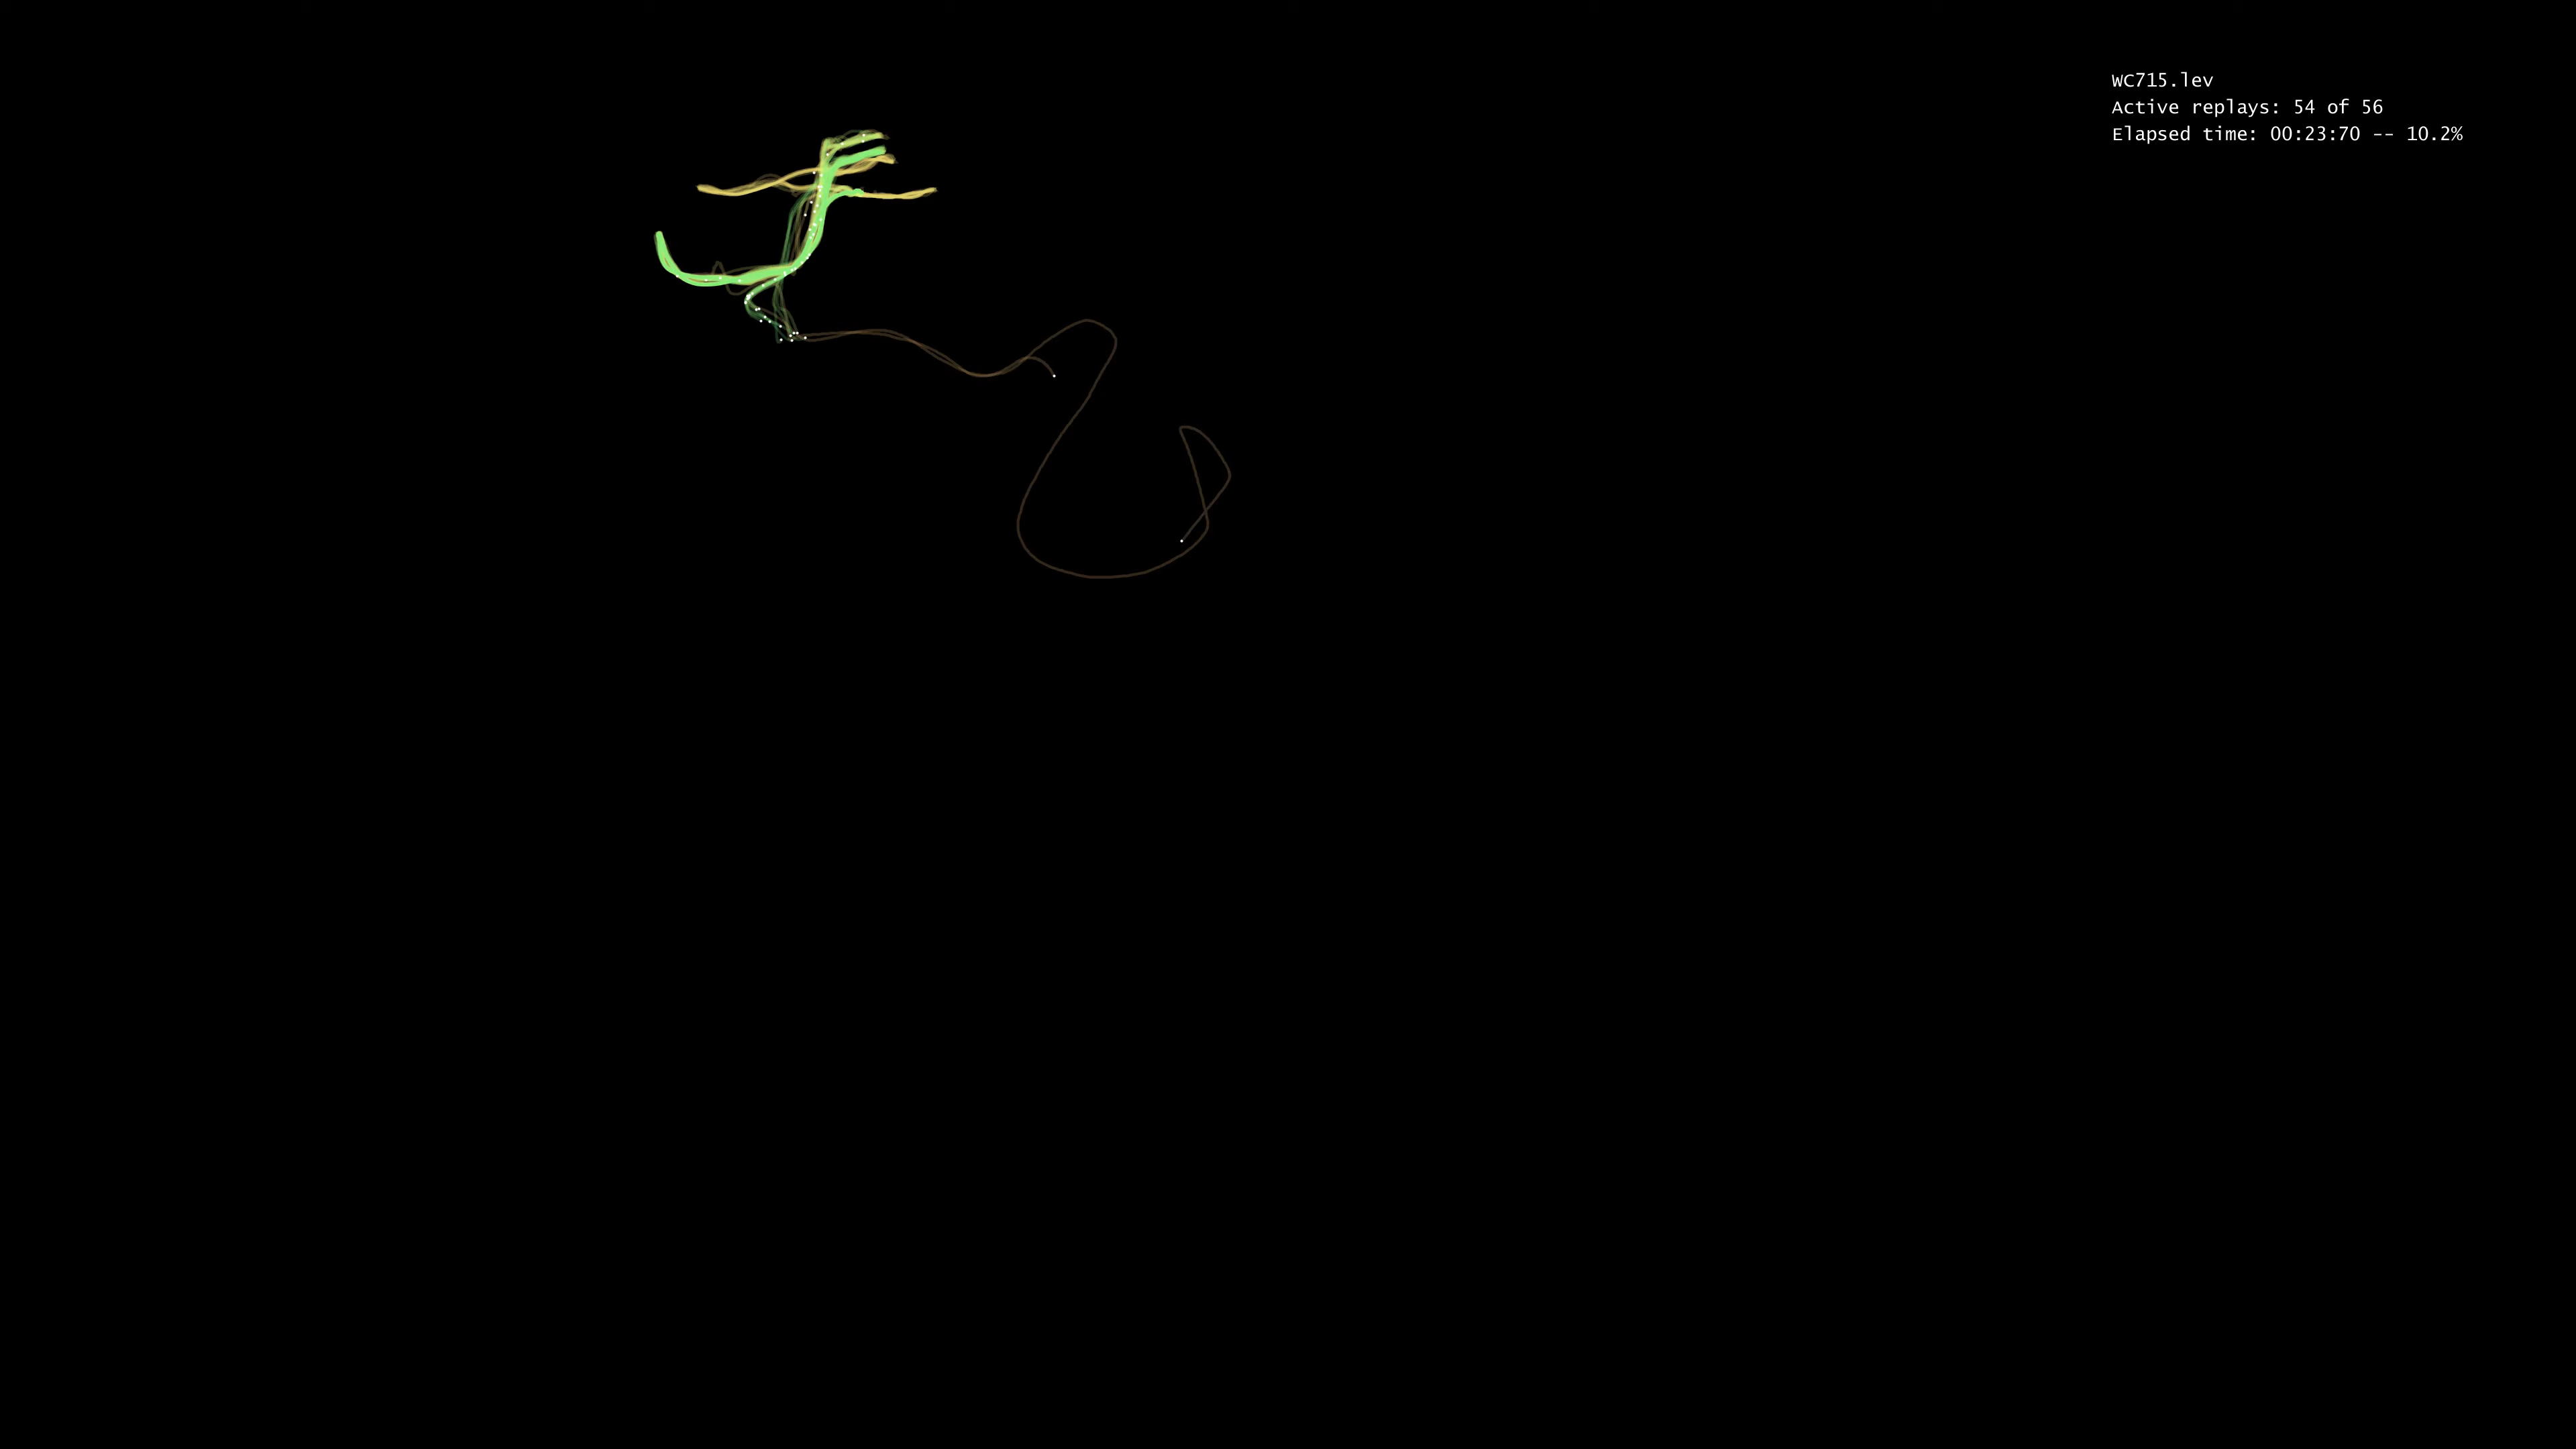 WC715.lev
Active replays: 54 of 56
Elapsed time: 00:23:70 -- 10.2%